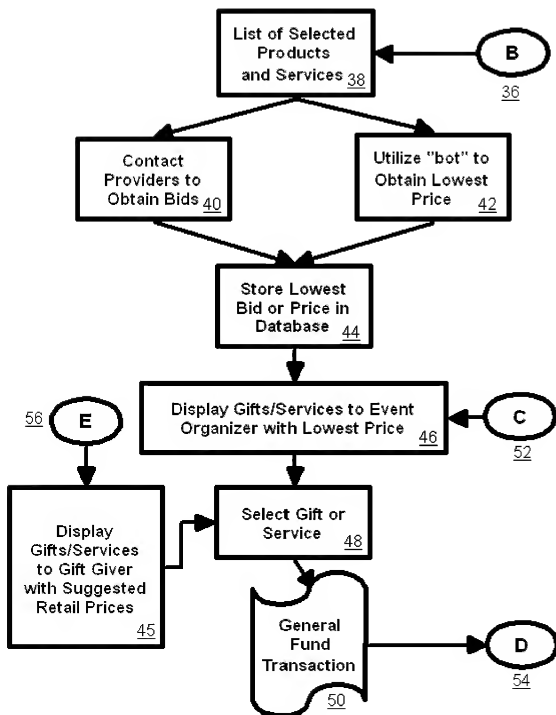 List of Selected
Products
and Services 38
B
36
Contact
Providers to
Obtain Bids 40
Utilize "bot" to
Obtain Lowest
Price 42
Store Lowest
Bid or Price in
Database 44
56 E
Display Gifts/Services to Event
Organizer with Lowest Price 46
C
52
Display
Gifts/Services
to Gift Giver
with Suggested
Retail Prices
45
Select Gift or
Service 48
General
Fund
Transaction
50
D
54